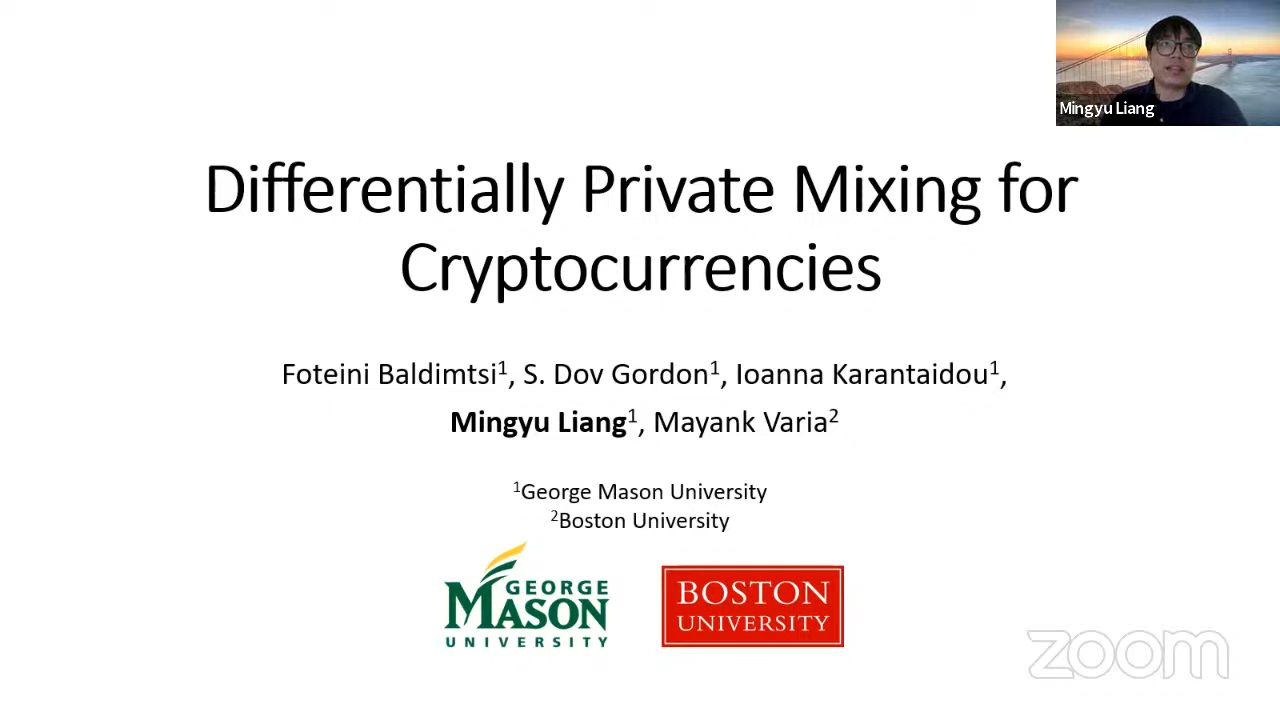 Mingyu Liang
Differentially Private Mixing for
Cryptocurrencies
Foteini Baldimtsi¹, S. Dov Gordon¹, Ioanna Karantaidou¹,
Mingyu Liang¹, Mayank Varia²
¹George Mason University
²Boston University
GEORGE
MASON
UNIVERSITY
BOSTON
UNIVERSITY
zoom